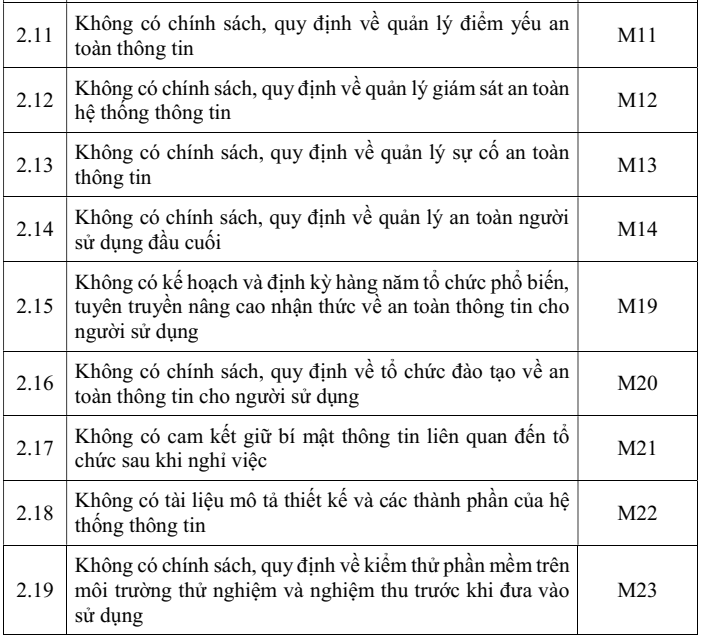 2.11
Không có chính sách, quy định về quản lý điểm yếu an
toàn thông tin
M11
2.12
Không có chính sách, quy định về quản lý giám sát an toàn
hệ thống thông tin
M12
2.13
Không có chính sách, quy định về quản lý sự cố an toàn
thông tin
M13
2.14
Không có chính sách, quy định về quản lý an toàn người
sử dụng đầu cuối
M14
2.15
Không có kế hoạch và định kỳ hàng năm tổ chức phổ biến,
tuyên truyền nâng cao nhận thức về an toàn thông tin cho
người sử dụng
M19
2.16
Không có chính sách, quy định về tổ chức đào tạo về an
toàn thông tin cho người sử dụng
M20
2.17
Không có cam kết giữ bí mật thông tin liên quan đến tổ
chức sau khi nghỉ việc
M21
2.18
Không có tài liệu mô tả thiết kế và các thành phần của hệ
thống thông tin
M22
2.19
Không có chính sách, quy định về kiểm thử phần mềm trên
môi trường thử nghiệm và nghiệm thu trước khi đưa vào
sử dụng
M23